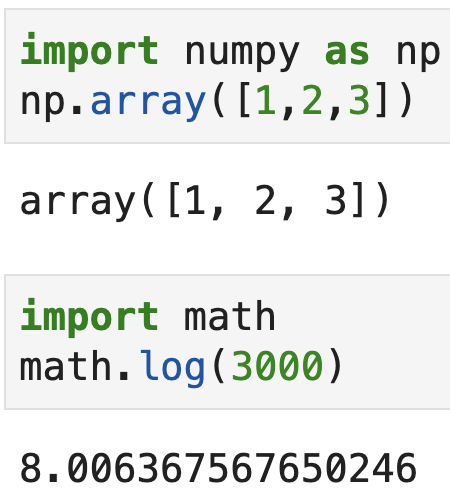 import numpy as np
np.array([1,2,3])
array([1, 2, 3])
import math
math.log(3000)
8.006367567650246